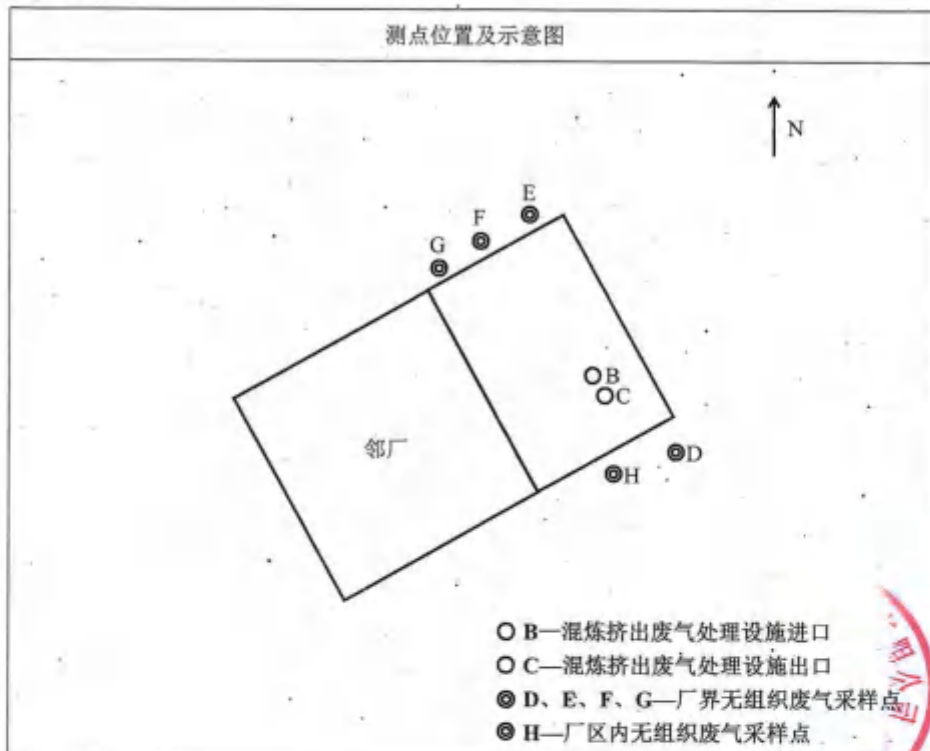 测点位置及示意图
N
E
F
G
B
C
邻厂
D
H
B—混炼挤出废气处理设施进口
C—混炼挤出废气处理设施出口
D、E、F、G—厂界无组织废气采样点
H—厂区内无组织废气采样点
公司